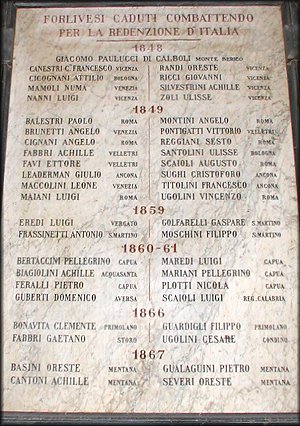 FORLIVESI CADUTI COMBATTENDO
PER LA REDENZIONE D'ITALIA
1848
GIACOMO PAULUCCI DI CALBOLI MONTE BERICO
CANESTRI C. FRANCESCO VICENZA RANDI ORESTE VICENZA
CICOGNANI ATTILIO BOLOGNA RICCI GIOVANNI VICENZA
MAMOLI NUMA VENEZIA SILVESTRINI ACHILLE VICENZA
NANNI LUIGI VICENZA ZOLI ULISSE VICENZA
1849
BALESTRI PAOLO ROMA MONTINI ANGELO ROMA
BRUNETTI ANGELO VENEZIA PONTIGATTI VITTORIO VELLETRI
CIGNANI ANGELO ROMA REGGIANI SESTO ROMA
FABBRI ACHILLE VELLETRI SANTOLINI ULISSE BOLOGNA
FAVI ETTORE VELLETRI SCAIOLI AUGUSTO ROMA
LEADERMAN GIULIO ANCONA SUGHI CRISTOFORO ANCONA
MACCOLINI LEONE VENEZIA TITOLINI FRANCESCO ANCONA
MAIANI LUIGI ROMA UGOLINI VINCENZO ROMA
1859
EREDI LUIGI VERGATO GOLFARELLI GASPARE S. MARTINO
FRASSINETTI ANTONIO S. MARTINO MOSCHINI FILIPPO S. MARTINO
1860-61
BERTACCINI PELLEGRINO CAPUA MAREDI LUIGI CAPUA
BIAGIOLINI ACHILLE ACQUASANTA MARIANI PELLEGRINO CAPUA
FERALLI PIETRO CAPUA PLOTTI NICOLA CAPUA
GUBERTI DOMENICO AVERSA SCAIOLI LUIGI REG. CALABRIA
1866
BONAVITA CLEMENTE PRIMOLANO GUARDIGLI FILIPPO PRIMOLANO
FABBRI GAETANO STORO UGOLINI CESARE CONDINO
1867
BASINI ORESTE MENTANA GUALAGUINI PIETRO MENTANA
CANTONI ACHILLE MENTANA SEVERI ORESTE MENTANA